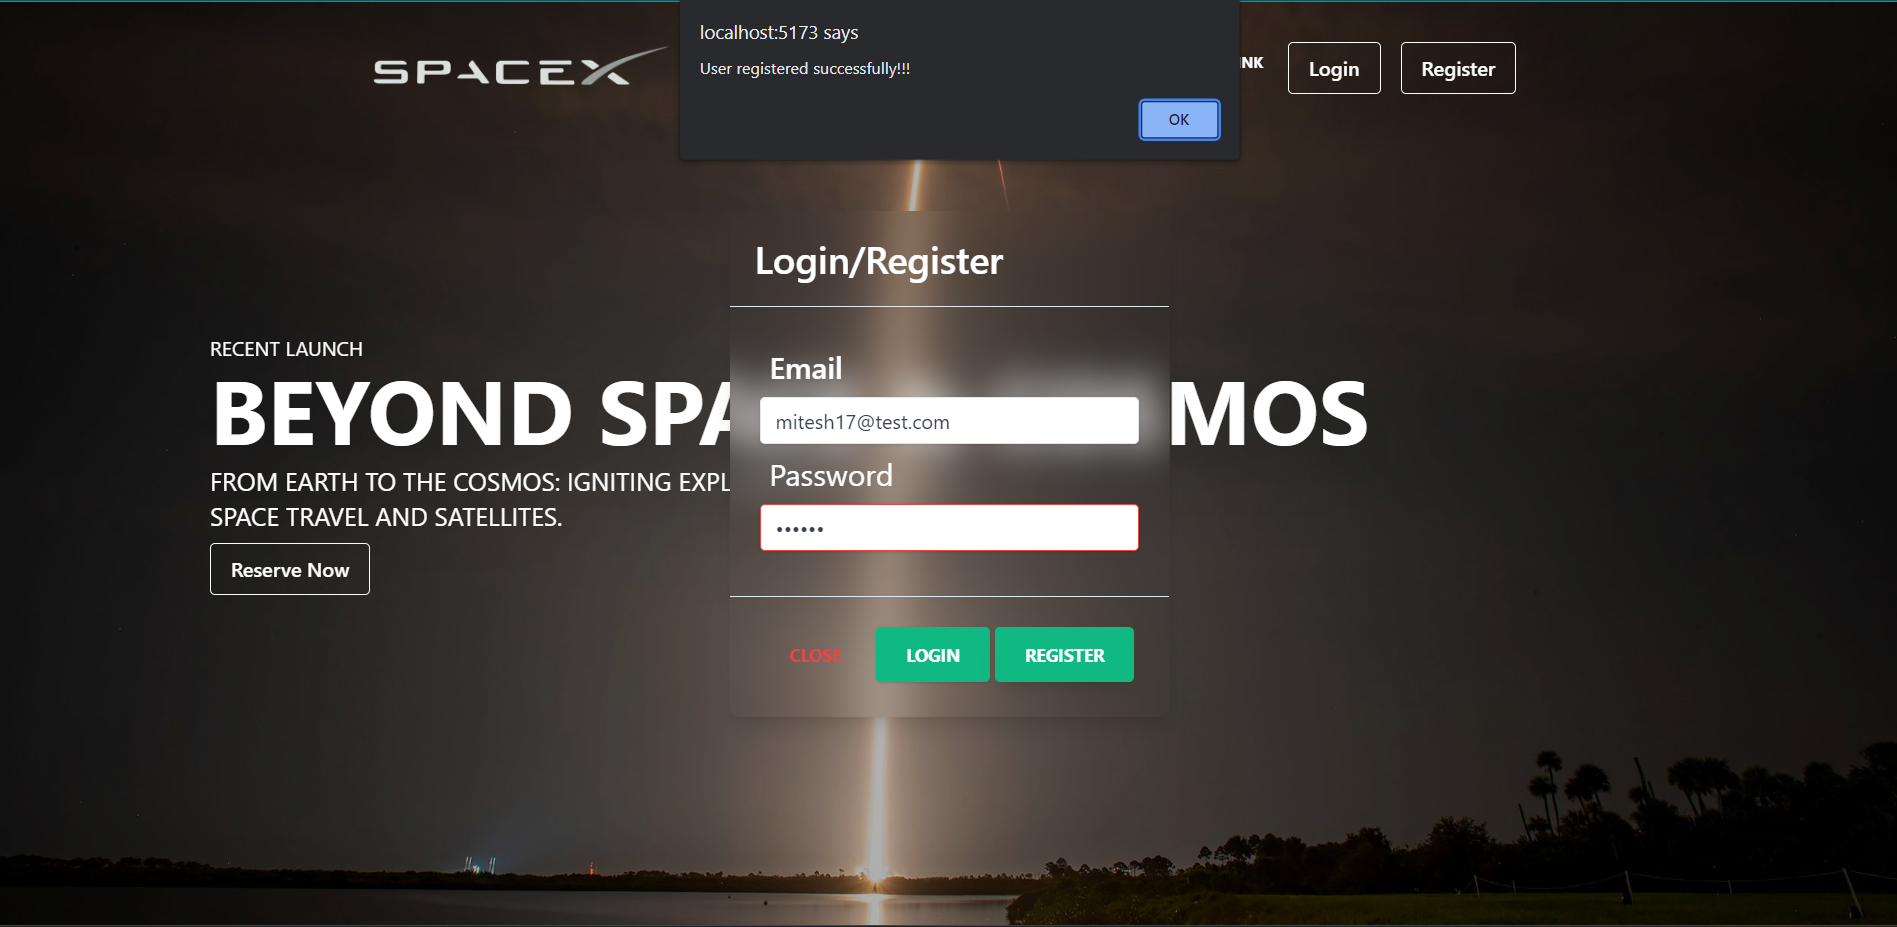 localhost:5173 says
User registered successfully!!!
OK
SPACEX
NK
Login
Register
Login/Register
RECENT LAUNCH
BEYOND SPA MOS
FROM EARTH TO THE COSMOS: IGNITING EXPL
SPACE TRAVEL AND SATELLITES.
Reserve Now
Email
mitesh17@test.com
Password
••••••
CLOSE
LOGIN
REGISTER